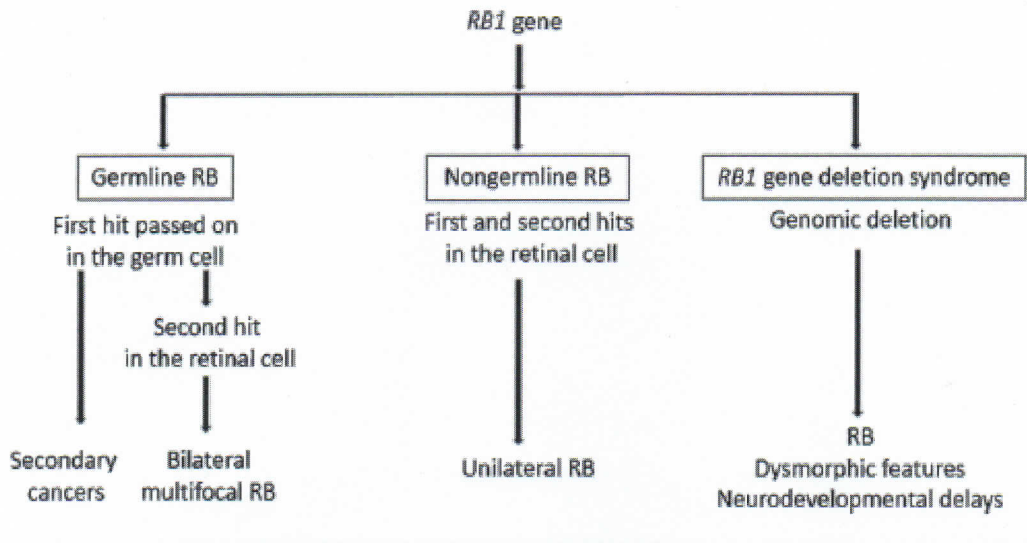 RB1 gene
Germline RB
First hit passed on
in the germ cell
Second hit
in the retinal cell
Secondary
cancers
Bilateral
multifocal RB
Nongermline RB
First and second hits
in the retinal cell
Unilateral RB
RB1 gene deletion syndrome
Genomic deletion
RB
Dysmorphic features
Neurodevelopmental delays